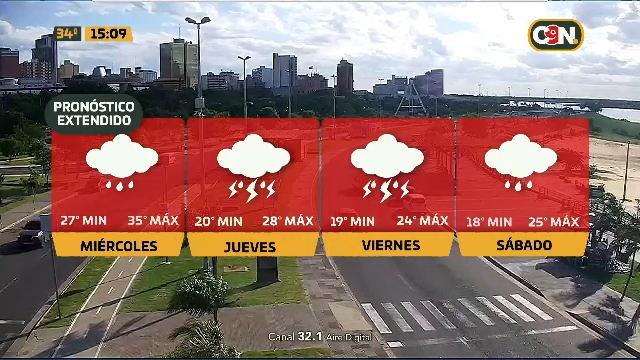 34° 15:09
C9N
PRONÓSTICO
EXTENDIDO
27° MIN 35° MÁX
MIÉRCOLES
20° MIN 28° MÁX
JUEVES
19° MIN 24° MÁX
VIERNES
18° MIN 25° MÁX
SÁBADO
Canal 32.1 Aire Digital